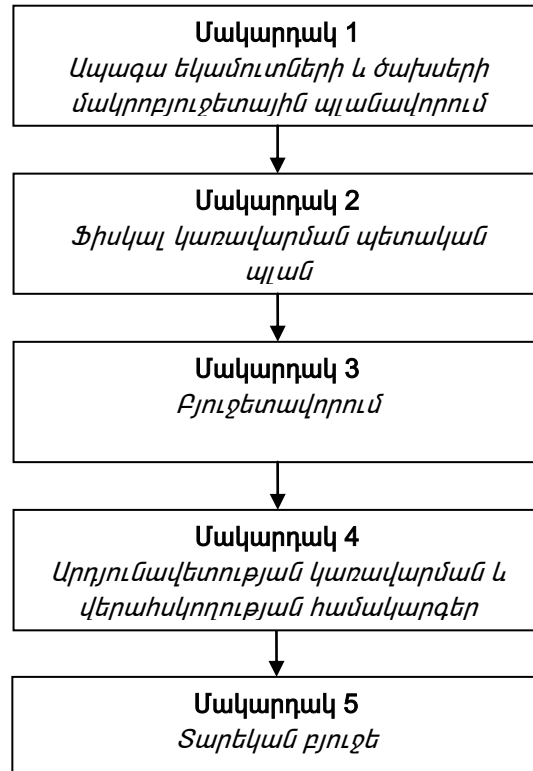 Մակարդակ 1
Ապագա եկամուտների և ծախսերի
մակրոբյուջետային պլանավորում
Մակարդակ 2
Ֆիսկալ կառավարման պետական
պլան
Մակարդակ 3
Բյուջետավորում
Մակարդակ 4
Արդյունավետության կառավարման և
վերահսկողության համակարգեր
Մակարդակ 5
Տարեկան բյուջե